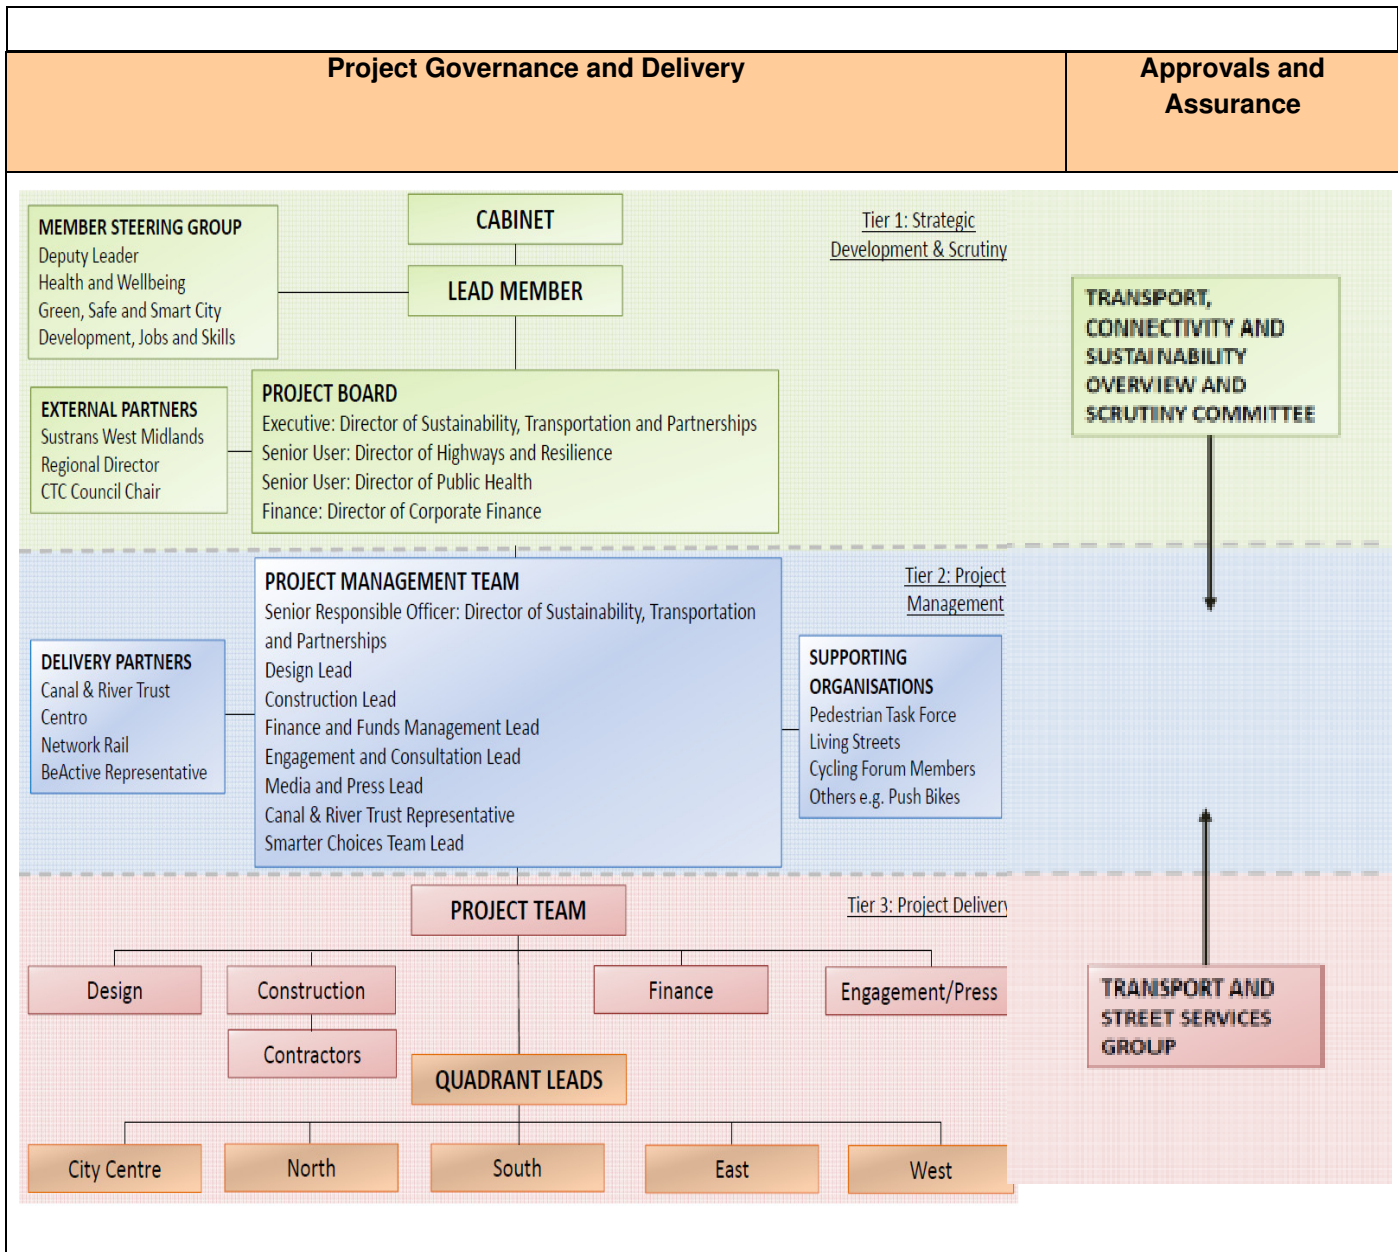 Project Governance and Delivery
Approvals and
Assurance
CABINET
LEAD MEMBER
MEMBER STEERING GROUP
Deputy Leader
Health and Wellbeing
Green, Safe and Smart City
Development, Jobs and Skills
Tier 1: Strategic
Development & Scrutiny
EXTERNAL PARTNERS
Sustrans West Midlands
Regional Director
CTC Council Chair
PROJECT BOARD
Executive: Director of Sustainability, Transportation and Partnerships
Senior User: Director of Highways and Resilience
Senior User: Director of Public Health
Finance: Director of Corporate Finance
TRANSPORT,
CONNECTIVITY AND
SUSTAINABILITY
OVERVIEW AND
SCRUTINY COMMITTEE
PROJECT MANAGEMENT TEAM
Senior Responsible Officer: Director of Sustainability, Transportation
and Partnerships
Design Lead
Construction Lead
Finance and Funds Management Lead
Engagement and Consultation Lead
Media and Press Lead
Canal & River Trust Representative
Smarter Choices Team Lead
Tier 2: Project
Management
DELIVERY PARTNERS
Canal & River Trust
Centro
Network Rail
BeActive Representative
SUPPORTING
ORGANISATIONS
Pedestrian Task Force
Living Streets
Cycling Forum Members
Others e.g. Push Bikes
PROJECT TEAM
Tier 3: Project Delivery
Design
Construction
Finance
Engagement/Press
Contractors
TRANSPORT AND
STREET SERVICES
GROUP
QUADRANT LEADS
City Centre
North
South
East
West